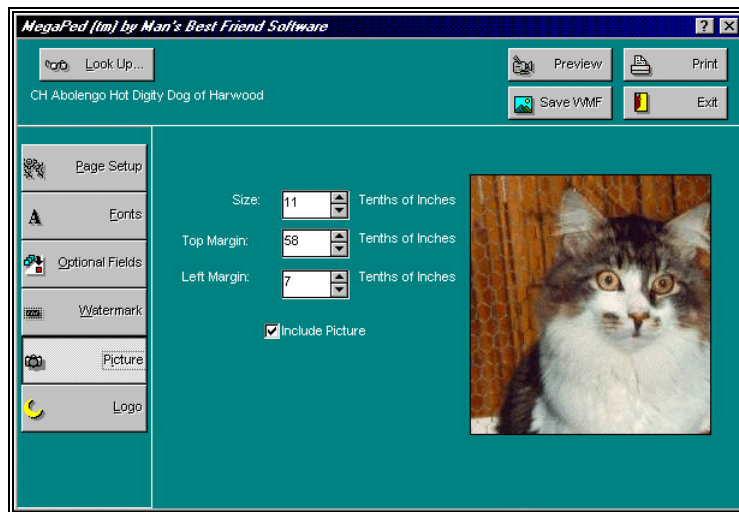 MegaPed (tm) by Man's Best Friend Software
Look Up...
CH Abolengo Hot Digity Dog of Harwood
Preview
Print
Save WMF
Exit
Page Setup
Fonts
Optional Fields
Watermark
Picture
Logo
Size: 11 Tenths of Inches
Top Margin: 58 Tenths of Inches
Left Margin: 7 Tenths of Inches
Include Picture